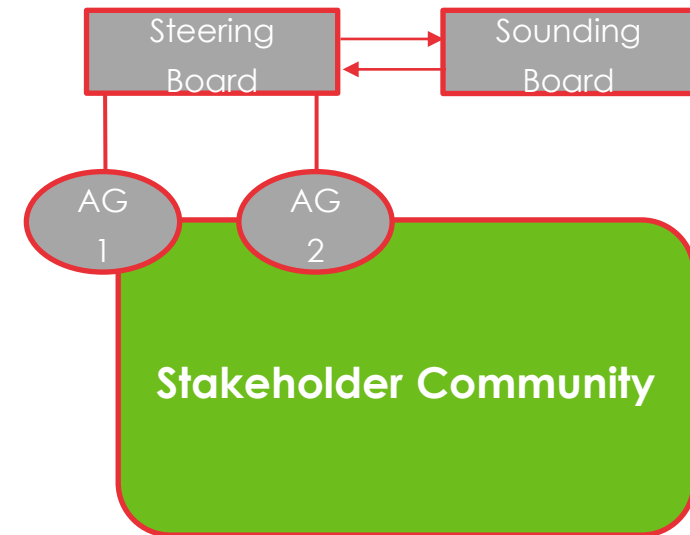 Steering
Board
Sounding
Board
AG
1
AG
2
Stakeholder Community